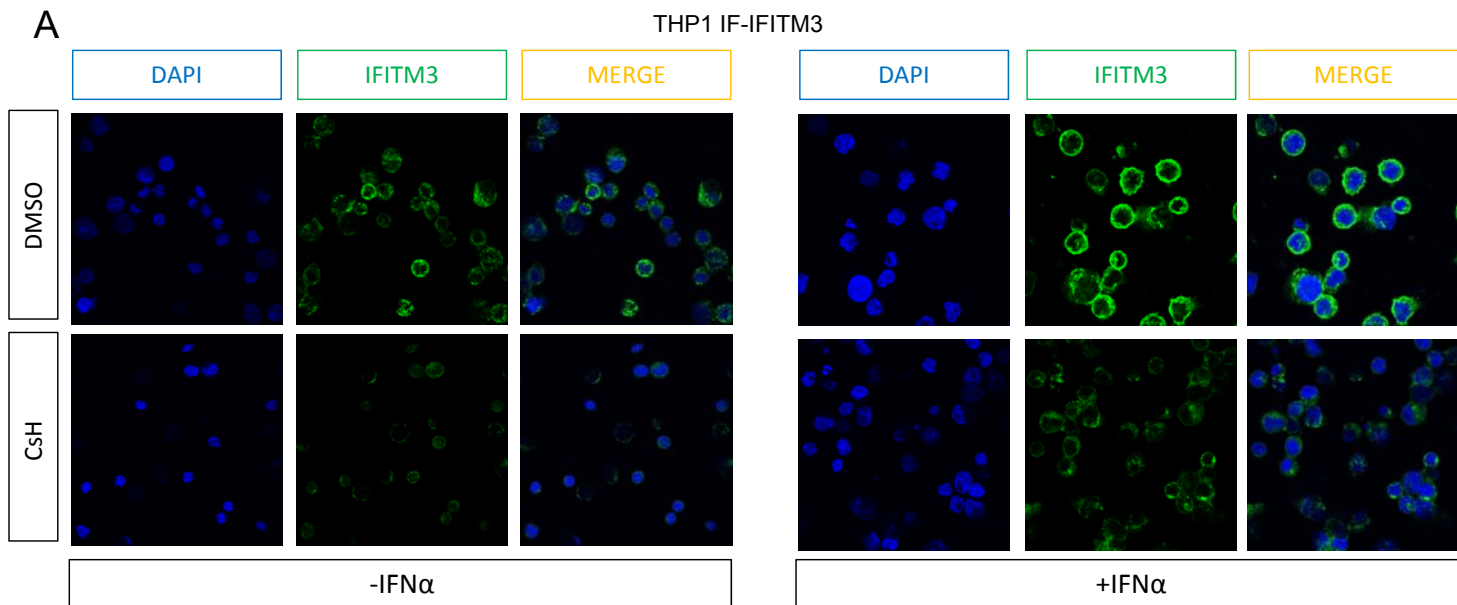 A
THP1 IF-IFITM3
DAPI IFITM3 MERGE DAPI IFITM3 MERGE
DMSO
CsH
-IFNα +IFNα